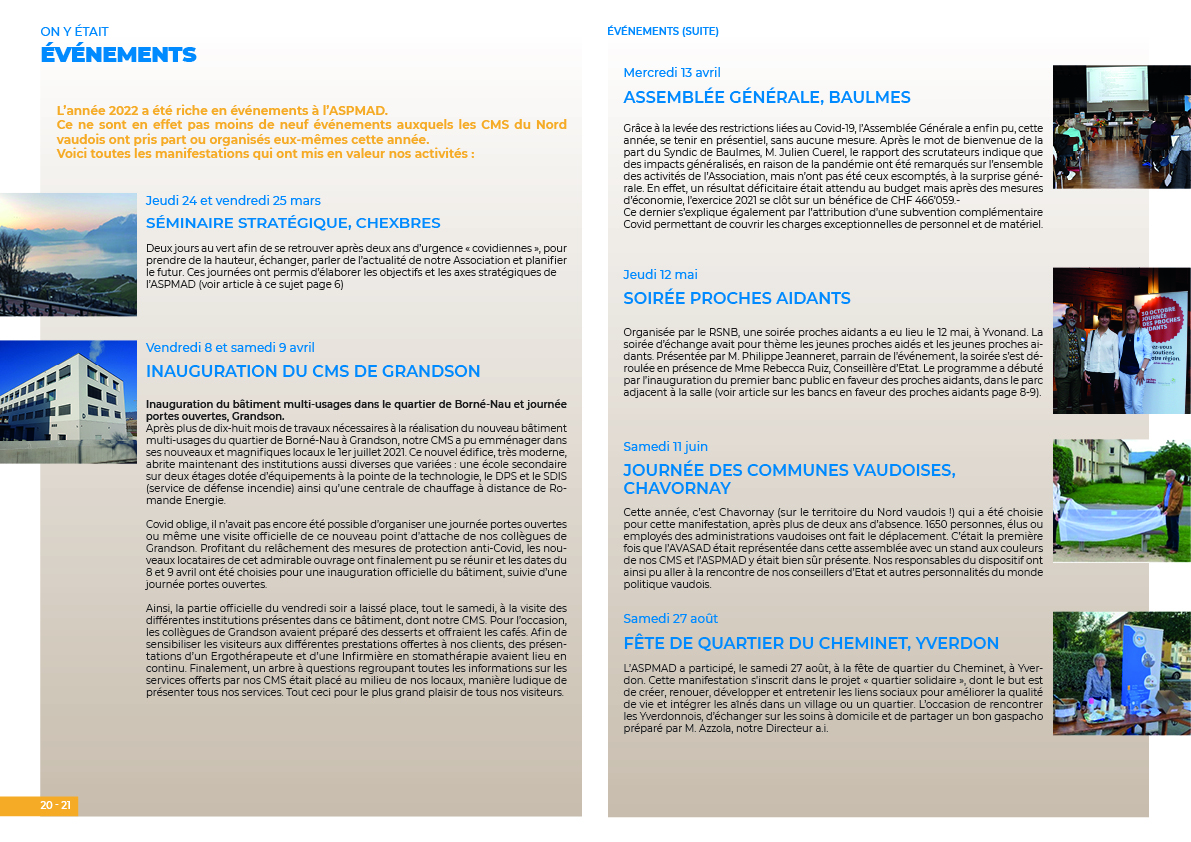 ON Y ÉTAIT
ÉVÉNEMENTS
L’année 2022 a été riche en événements à l’ASPMAD.
Ce ne sont en effet pas moins de neuf événements auxquels les CMS du Nord
vaudois ont pris part ou organisés eux-mêmes cette année.
Voici toutes les manifestations qui ont mis en valeur nos activités :
Jeudi 24 et vendredi 25 mars
SÉMINAIRE STRATÉGIQUE, CHEXBRES
Deux jours au vert afin de se retrouver après deux ans d’urgence « covidiennes », pour
prendre de la hauteur, échanger, parler de l’actualité de notre Association et planifier
le futur. Ces journées ont permis d’élaborer les objectifs et les axes stratégiques de
l’ASPMAD (voir article à ce sujet page 6)
Vendredi 8 et samedi 9 avril
INAUGURATION DU CMS DE GRANDSON
Inauguration du bâtiment multi-usages dans le quartier de Borné-Nau et journée
portes ouvertes, Grandson.
Après plus de dix-huit mois de travaux nécessaires à la réalisation du nouveau bâtiment
multi-usages du quartier de Borné-Nau à Grandson, notre CMS a pu emménager dans
ses nouveaux et magnifiques locaux le 1er juillet 2021. Ce nouvel édifice, très moderne,
abrite maintenant des institutions aussi diverses que variées : une école secondaire
sur deux étages dotée d’équipements à la pointe de la technologie, le DPS et le SDIS
(service de défense incendie) ainsi qu’une centrale de chauffage à distance de Ro-
mande Energie.
Covid oblige, il n’avait pas encore été possible d’organiser une journée portes ouvertes
ou même une visite officielle de ce nouveau point d’attache de nos collègues de
Grandson. Profitant du relâchement des mesures de protection anti-Covid, les nou-
veaux locataires de cet admirable ouvrage ont finalement pu se réunir et les dates du
8 et 9 avril ont été choisies pour une inauguration officielle du bâtiment, suivie d’une
journée portes ouvertes.
Ainsi, la partie officielle du vendredi soir a laissé place, tout le samedi, à la visite des
différentes institutions présentes dans ce bâtiment, dont notre CMS. Pour l’occasion,
les collègues de Grandson avaient préparé des desserts et offraient les cafés. Afin de
sensibiliser les visiteurs aux différentes prestations offertes à nos clients, des présen-
tations d’un Ergothérapeute et d’une Infirmière en stomathérapie avaient lieu en
continu. Finalement, un arbre à questions regroupant toutes les informations sur les
services offerts par nos CMS était placé au milieu de nos locaux, manière ludique de
présenter tous nos services. Tout ceci pour le plus grand plaisir de tous nos visiteurs.
20 - 21
ÉVÉNEMENTS (SUITE)
Mercredi 13 avril
ASSEMBLÉE GÉNÉRALE, BAULMES
Grâce à la levée des restrictions liées au Covid-19, l’Assemblée Générale a enfin pu, cette
année, se tenir en présentiel, sans aucune mesure. Après le mot de bienvenue de la
part du Syndic de Baulmes, M. Julien Cuerel, le rapport des scrutateurs indique que
des impacts généralisés, en raison de la pandémie ont été remarqués sur l’ensemble
des activités de l’Association, mais n’ont pas été ceux escomptés, à la surprise géné-
rale. En effet, un résultat déficitaire était attendu au budget mais après des mesures
d’économie, l’exercice 2021 se clôt sur un bénéfice de CHF 466’059.-
Ce dernier s’explique également par l’attribution d’une subvention complémentaire
Covid permettant de couvrir les charges exceptionnelles de personnel et de matériel.
Jeudi 12 mai
SOIRÉE PROCHES AIDANTS
Organisée par le RSNB, une soirée proches aidants a eu lieu le 12 mai, à Yvonand. La
soirée d’échange avait pour thème les jeunes proches aidés et les jeunes proches ai-
dants. Présentée par M. Philippe Jeanneret, parrain de l’événement, la soirée s’est dé-
roulée en présence de Mme Rebecca Ruiz, Conseillère d’Etat. Le programme a débuté
par l’inauguration du premier banc public en faveur des proches aidants, dans le parc
adjacent à la salle (voir article sur les bancs en faveur des proches aidants page 8-9).
30 OCTOBRE
JOURNÉE
DES PROCHES
AIDANTS
Samedi 11 juin
JOURNÉE DES COMMUNES VAUDOISES,
CHAVORNAY
Cette année, c’est Chavornay (sur le territoire du Nord vaudois !) qui a été choisie
pour cette manifestation, après plus de deux ans d’absence. 1650 personnes, élus ou
employés des administrations vaudoises ont fait le déplacement. C’était la première
fois que l’AVASAD était représentée dans cette assemblée avec un stand aux couleurs
de nos CMS et l’ASPMAD y était bien sûr présente. Nos responsables du dispositif ont
ainsi pu aller à la rencontre de nos conseillers d’Etat et autres personnalités du monde
politique vaudois.
Samedi 27 août
FÊTE DE QUARTIER DU CHEMINET, YVERDON
L’ASPMAD a participé, le samedi 27 août, à la fête de quartier du Cheminet, à Yver-
don. Cette manifestation s’inscrit dans le projet « quartier solidaire », dont le but est
de créer, renouer, développer et entretenir les liens sociaux pour améliorer la qualité
de vie et intégrer les aînés dans un village ou un quartier. L’occasion de rencontrer
les Yverdonnois, d’échanger sur les soins à domicile et de partager un bon gaspacho
préparé par M. Azzola, notre Directeur a.i.